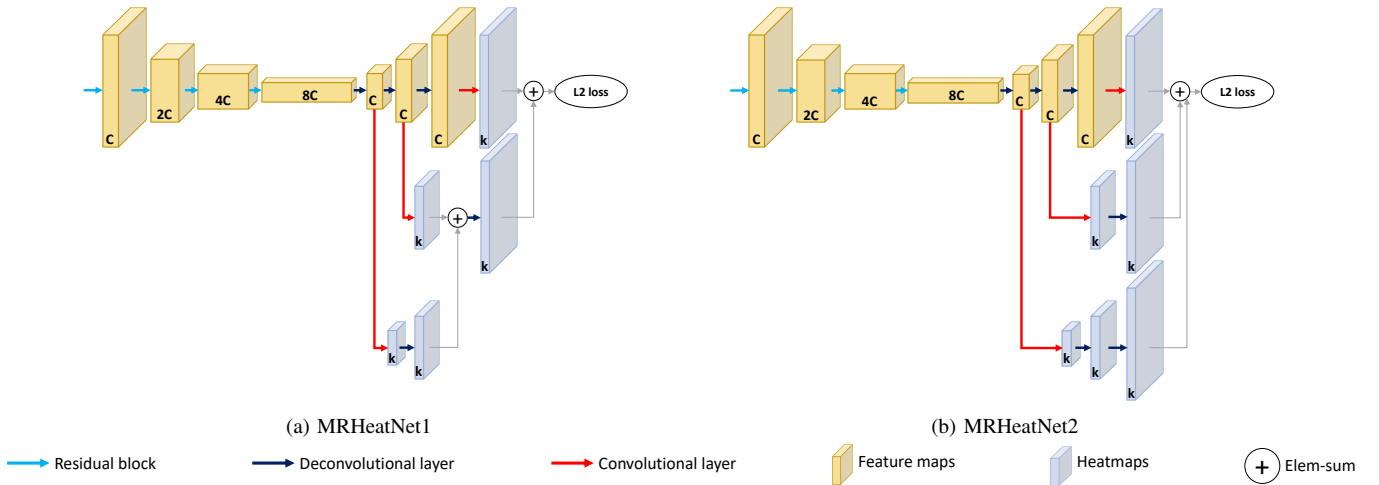 C
2C
4C
8C
C
C
C
k
+
L2 loss
k
+
k
k
k
(a) MRHeatNet1
C
2C
4C
8C
C
C
C
k
+
L2 loss
k
k
k
k
k
(b) MRHeatNet2
Residual block
Deconvolutional layer
Convolutional layer
Feature maps
Heatmaps
+ Elem-sum